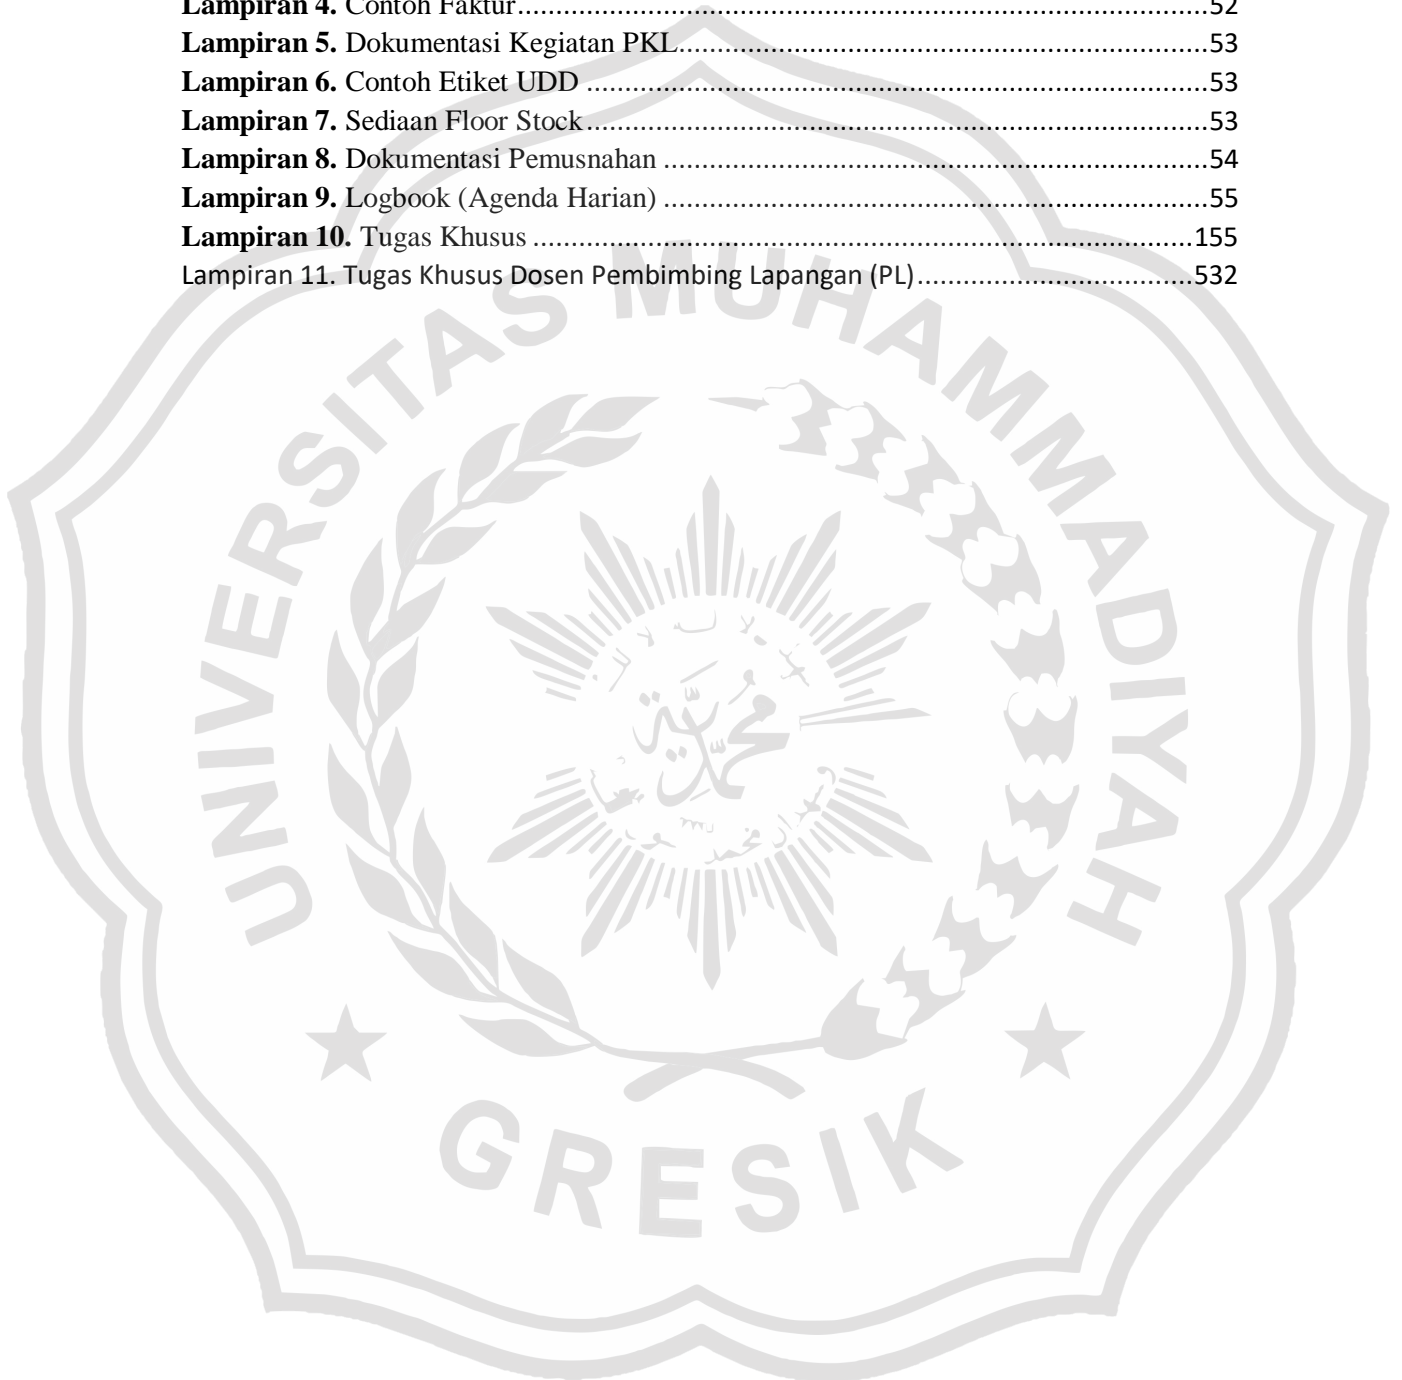 Lampiran 4. Contoh Faktur..........52
Lampiran 5. Dokumentasi Kegiatan PKL..........53
Lampiran 6. Contoh Etiket UDD..........53
Lampiran 7. Sediaan Floor Stock..........53
Lampiran 8. Dokumentasi Pemusnahan..........54
Lampiran 9. Logbook (Agenda Harian)..........55
Lampiran 10. Tugas Khusus..........155
Lampiran 11. Tugas Khusus Dosen Pembimbing Lapangan (PL)..........532
UNIVERSITAS MUHAMMADIYAH
محمدية
GRESIK